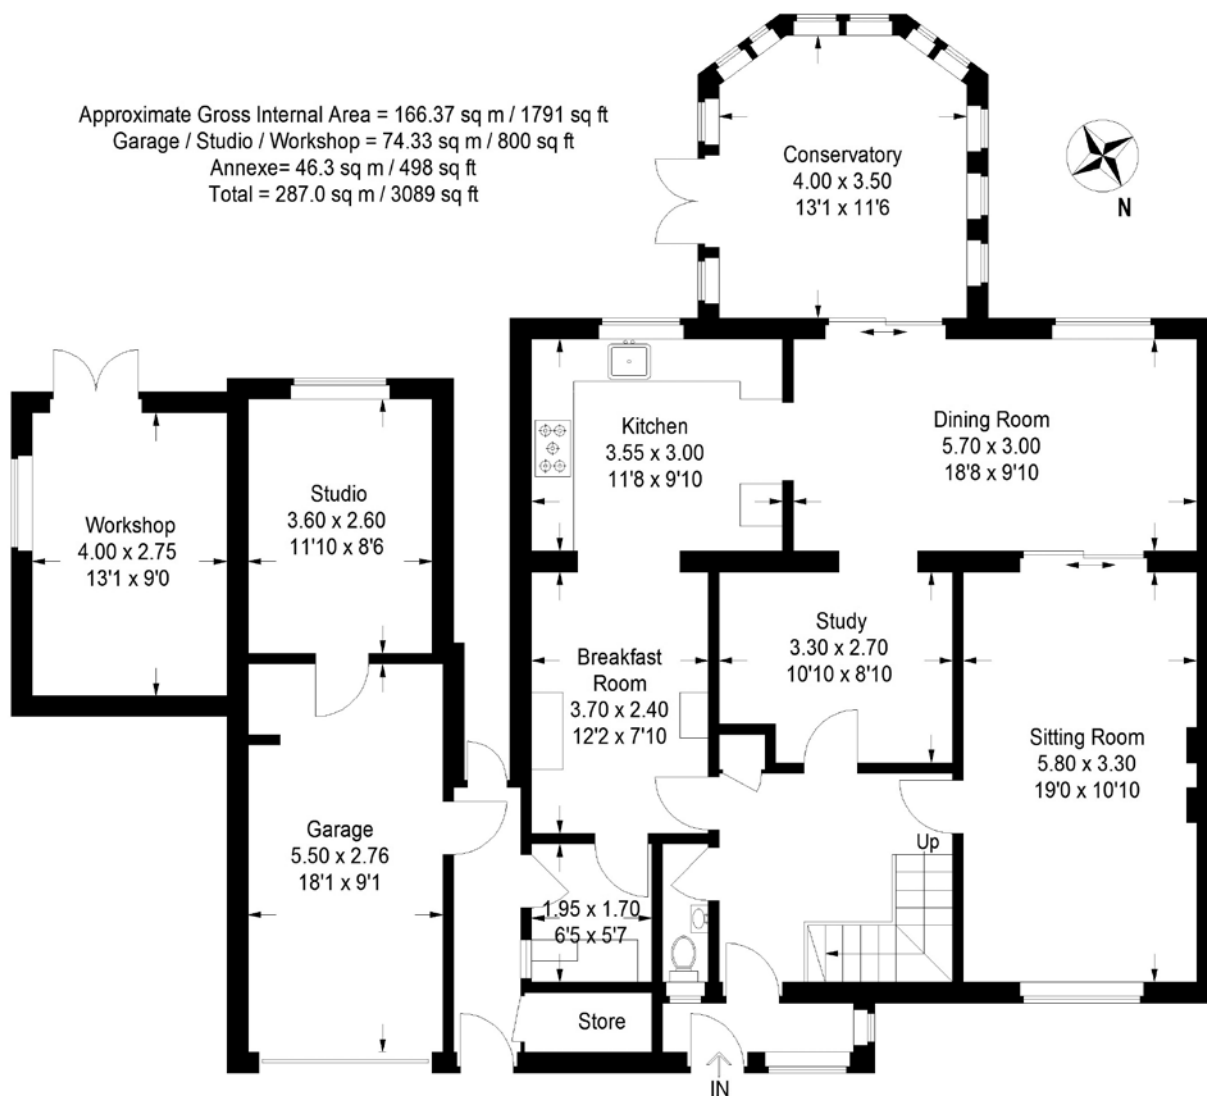 Approximate Gross Internal Area = 166.37 sq m / 1791 sq ft
Garage / Studio / Workshop = 74.33 sq m / 800 sq ft
Annexe= 46.3 sq m / 498 sq ft
Total = 287.0 sq m / 3089 sq ft
Conservatory
4.00 x 3.50
13'1 x 11'6
N
Kitchen
3.55 x 3.00
11'8 x 9'10
Dining Room
5.70 x 3.00
18'8 x 9'10
Workshop
4.00 x 2.75
13'1 x 9'0
Studio
3.60 x 2.60
11'10 x 8'6
Breakfast
Room
3.70 x 2.40
12'2 x 7'10
Study
3.30 x 2.70
10'10 x 8'10
Sitting Room
5.80 x 3.30
19'0 x 10'10
Garage
5.50 x 2.76
18'1 x 9'1
Up
1.95 x 1.70
6'5 x 5'7
Store
IN